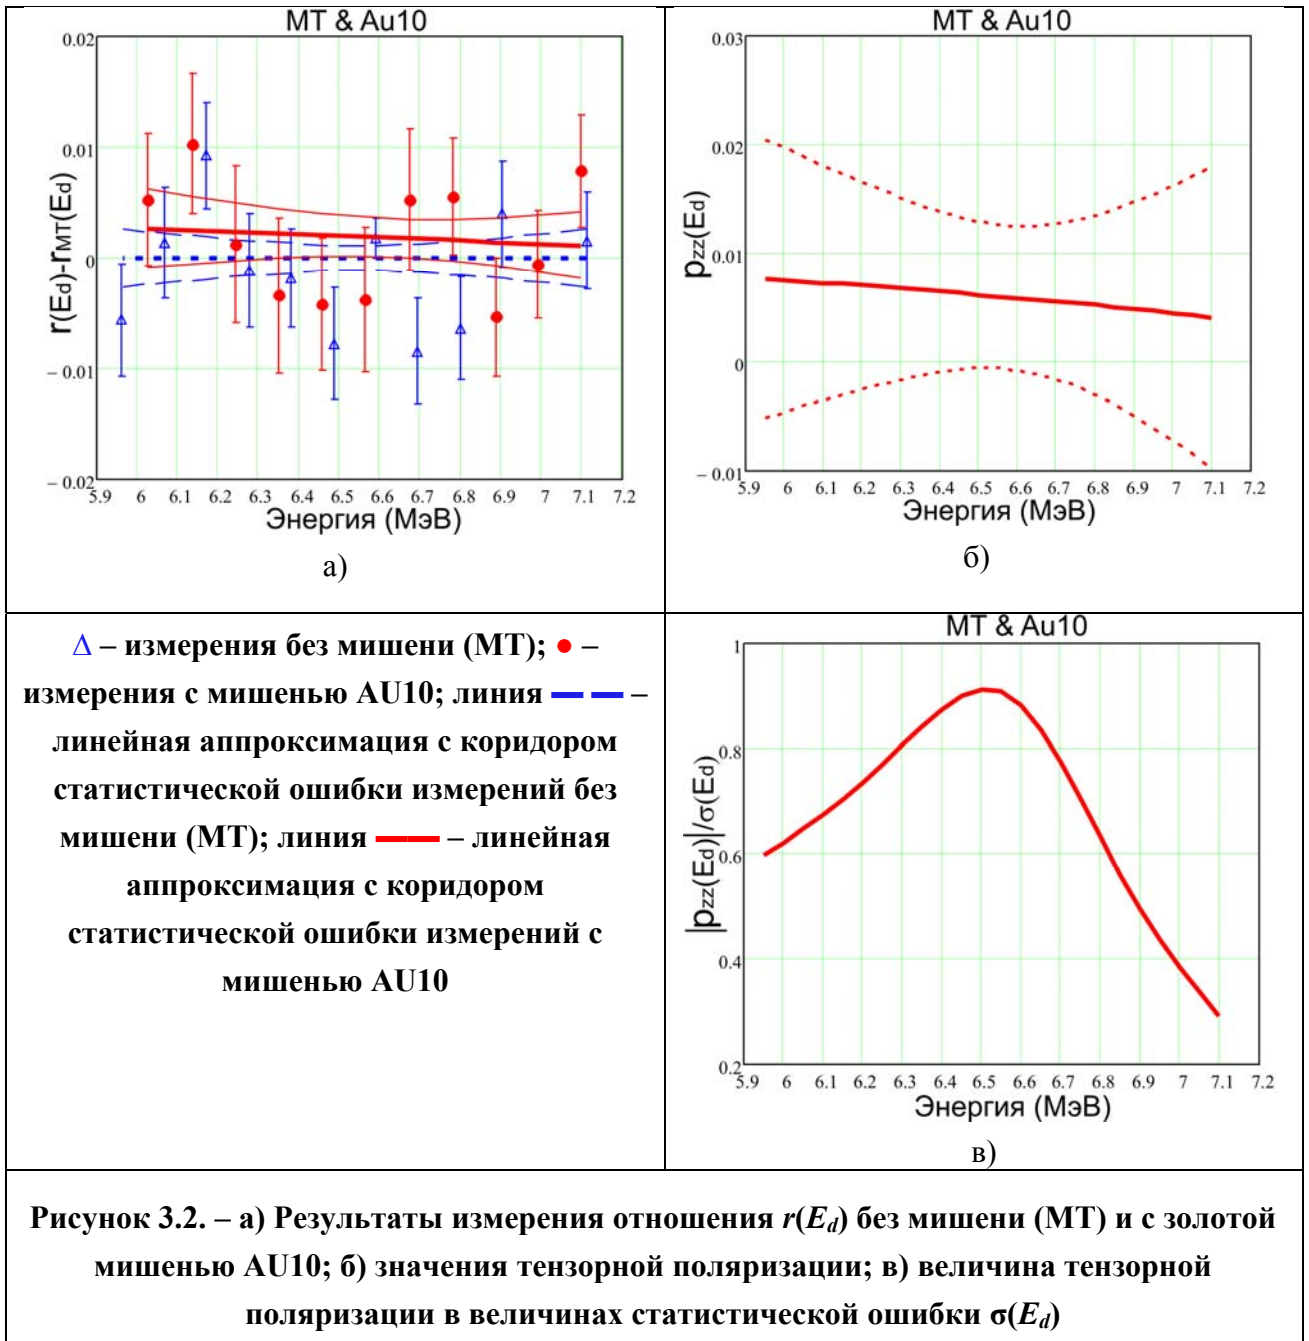 MT & Au10
r(Ed)-rMT(Ed)
0.02
0.01
0
– 0.01
– 0.02
5.9 6 6.1 6.2 6.3 6.4 6.5 6.6 6.7 6.8 6.9 7 7.1 7.2
Энергия (МэВ)
а)
MT & Au10
pzz(Ed)
0.03
0.02
0.01
0
– 0.01
5.9 6 6.1 6.2 6.3 6.4 6.5 6.6 6.7 6.8 6.9 7 7.1 7.2
Энергия (МэВ)
б)
Δ – измерения без мишени (МТ); ● –
измерения с мишенью AU10; линия – –
линейная аппроксимация с коридором
статистической ошибки измерений без
мишени (МТ); линия –– – линейная
аппроксимация с коридором
статистической ошибки измерений с
мишенью AU10
MT & Au10
|pzz(Ed)|/σ(Ed)
1
0.8
0.6
0.4
0.2
5.9 6 6.1 6.2 6.3 6.4 6.5 6.6 6.7 6.8 6.9 7 7.1 7.2
Энергия (МэВ)
в)
Рисунок 3.2. – а) Результаты измерения отношения r(Ed) без мишени (МТ) и с золотой
мишенью AU10; б) значения тензорной поляризации; в) величина тензорной
поляризации в величинах статистической ошибки σ(Ed)